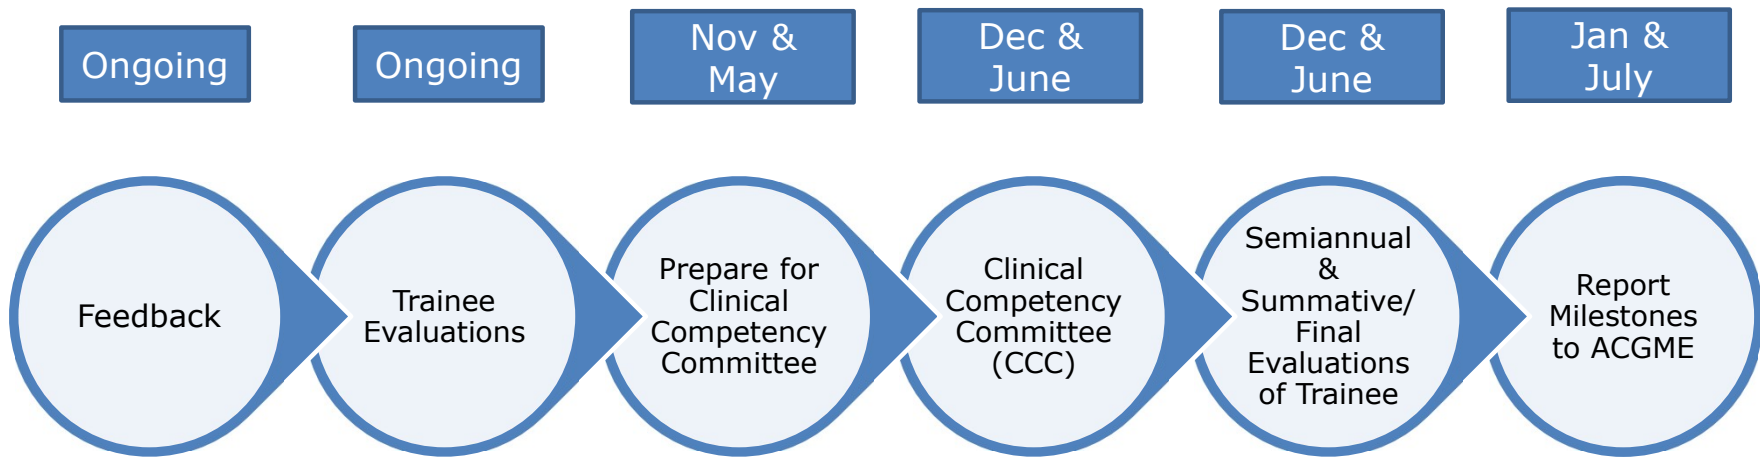 Ongoing
Ongoing
Nov &
May
Dec &
June
Dec &
June
Jan &
July
Feedback
Trainee
Evaluations
Prepare for
Clinical
Competency
Committee
Clinical
Competency
Committee
(CCC)
Semiannual
&
Summative/
Final
Evaluations
of Trainee
Report
Milestones
to ACGME